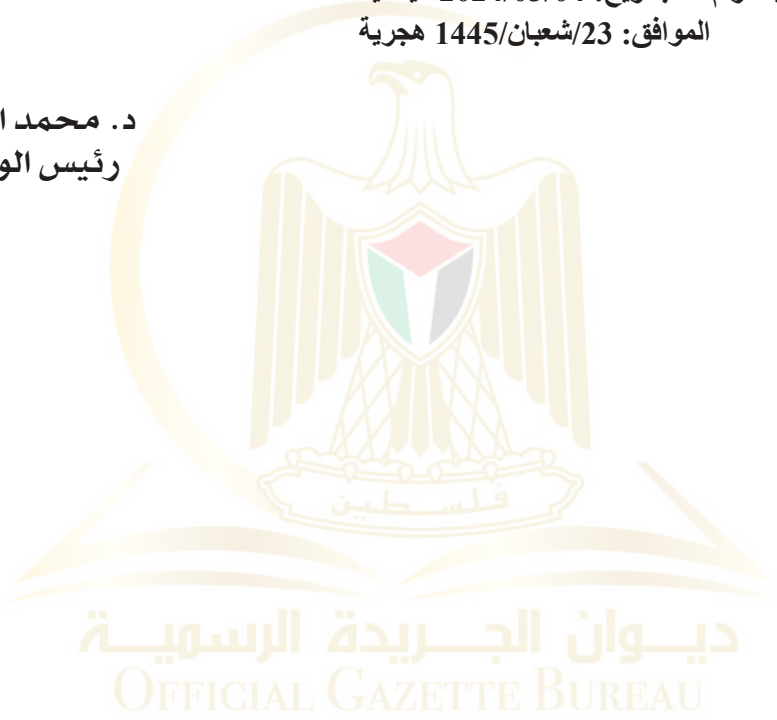 الموافق: 23/شعبان/1445 هجرية
د. محمد
رئيس
فلسطين
ديوان الجريدة الرسمية
OFFICIAL GAZETTE BUREAU